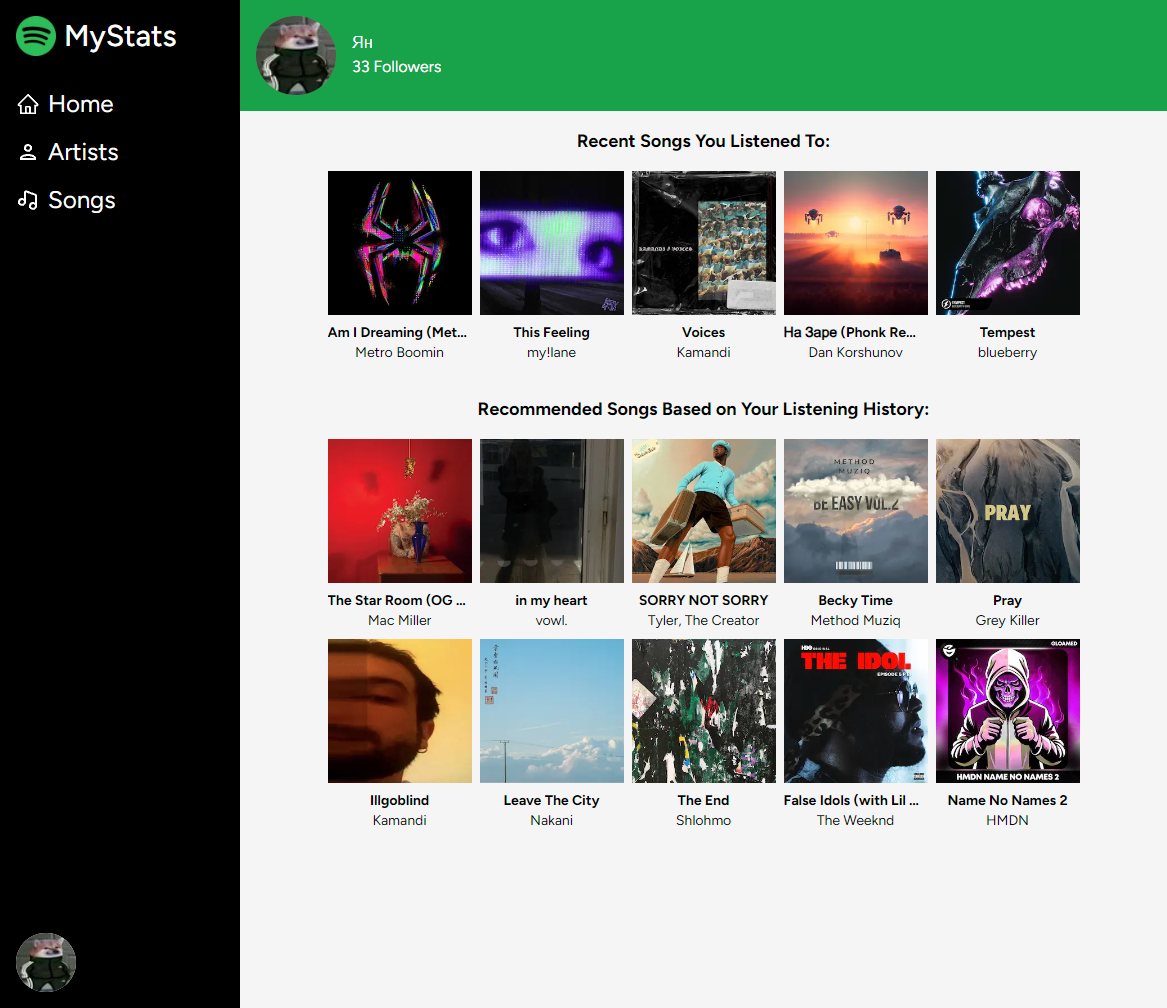 MyStats
Home
Artists
Songs
Ян
33 Followers
Recent Songs You Listened To:
KAMANDI // VOICES
TEMPEST
Am I Dreaming (Met...
Metro Boomin
This Feeling
my!lane
Voices
Kamandi
На Заре (Phonk Re...
Dan Korshunov
Tempest
blueberry
Recommended Songs Based on Your Listening History:
METHOD
MUZIQ
BE EASY VOL.2
PRAY
The Star Room (OG ...
Mac Miller
in my heart
vowl.
SORRY NOT SORRY
Tyler, The Creator
Becky Time
Method Muziq
Pray
Grey Killer
HBO ORIGINAL
THE IDOL
GLOAMED
HMDN NAME NO NAMES 2
Illgoblind
Kamandi
Leave The City
Nakani
The End
Shlohmo
False Idols (with Lil ...
The Weeknd
Name No Names 2
HMDN